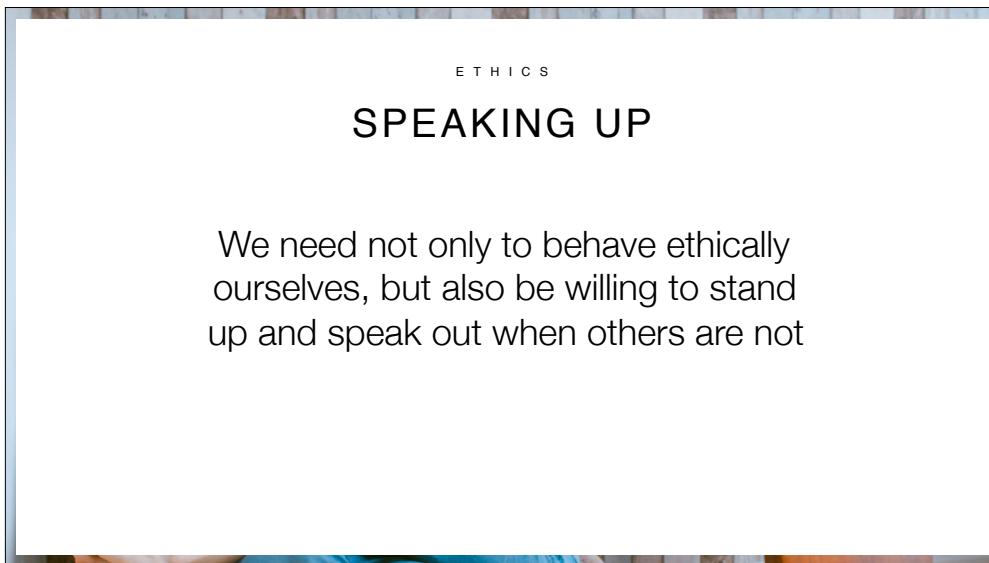 ETHICS
SPEAKING UP
We need not only to behave ethically
ourselves, but also be willing to stand
up and speak out when others are not